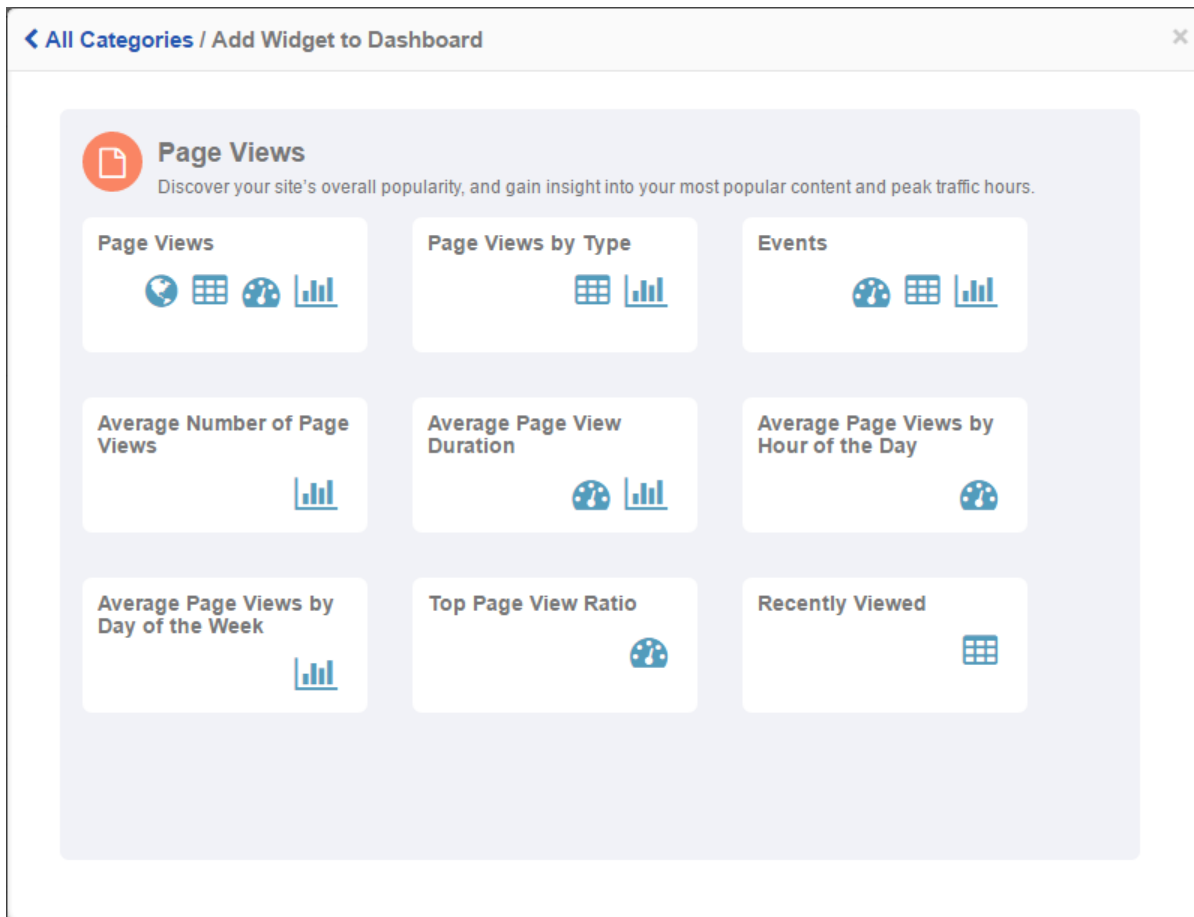 All Categories / Add Widget to Dashboard
×
Page Views
Discover your site's overall popularity, and gain insight into your most popular content and peak traffic hours.
Page Views
Page Views by Type
Events
Average Number of Page
Views
Average Page View
Duration
Average Page Views by
Hour of the Day
Average Page Views by
Day of the Week
Top Page View Ratio
Recently Viewed